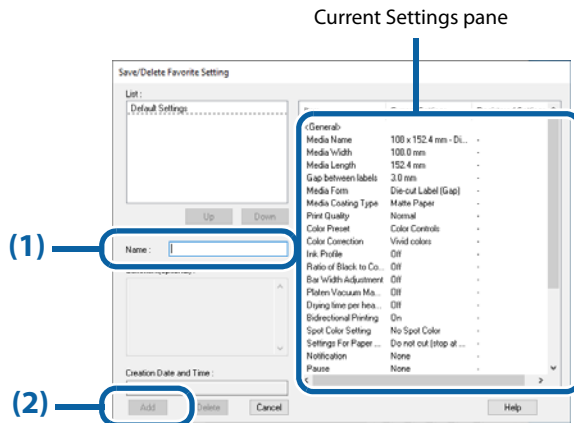 Current Settings pane
Save/Delete Favorite Setting
List :
Default Settings
Up Down
(1)
Name :
Creation Date and Time :
(2)
Add Delete Cancel
<General>
Media Name 108 x 152.4 mm - Di... -
Media Width 108.0 mm -
Media Length 152.4 mm -
Gap between labels 3.0 mm -
Media Form Die-cut Label (Gap) -
Media Coating Type Matte Paper -
Print Quality Normal -
Color Preset Color Controls -
Color Correction Vivid colors -
Ink Profile Off -
Ratio of Black to Co... Off -
Bar Width Adjustment Off -
Platen Vacuum Ma... Off -
Drying time per hea... Off -
Bidirectional Printing On -
Spot Color Setting No Spot Color -
Settings For Paper ... Do not cut (stop at ... -
Notification None -
Pause None -
Help